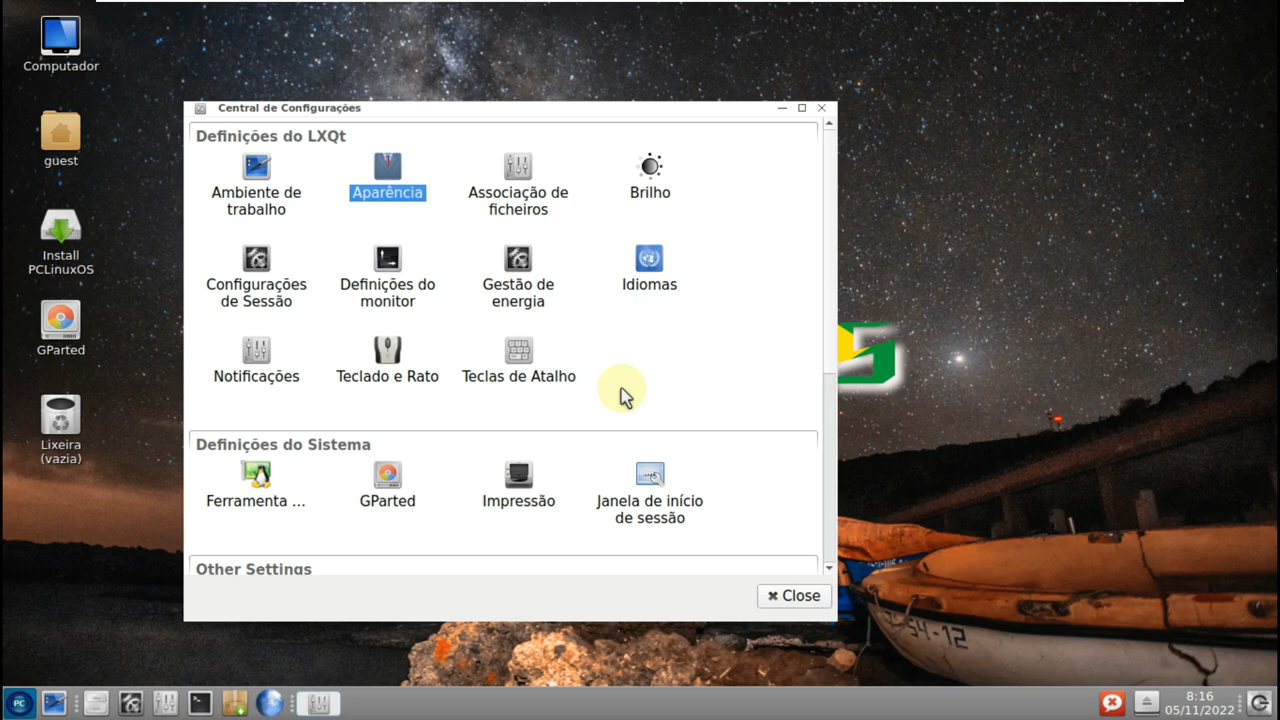 Computador
guest
Install
PCLinuxOS
GParted
Lixeira
(vazia)
Central de Configurações
Definições do LXQt
Ambiente de
trabalho
Aparência
Associação de
ficheiros
Brilho
Configurações
de Sessão
Definições do
monitor
Gestão de
energia
Idiomas
Notificações
Teclado e Rato
Teclas de Atalho
Definições do Sistema
Ferramenta ...
GParted
Impressão
Janela de início
de sessão
Other Settings
Close
PC
8:16
05/11/2022